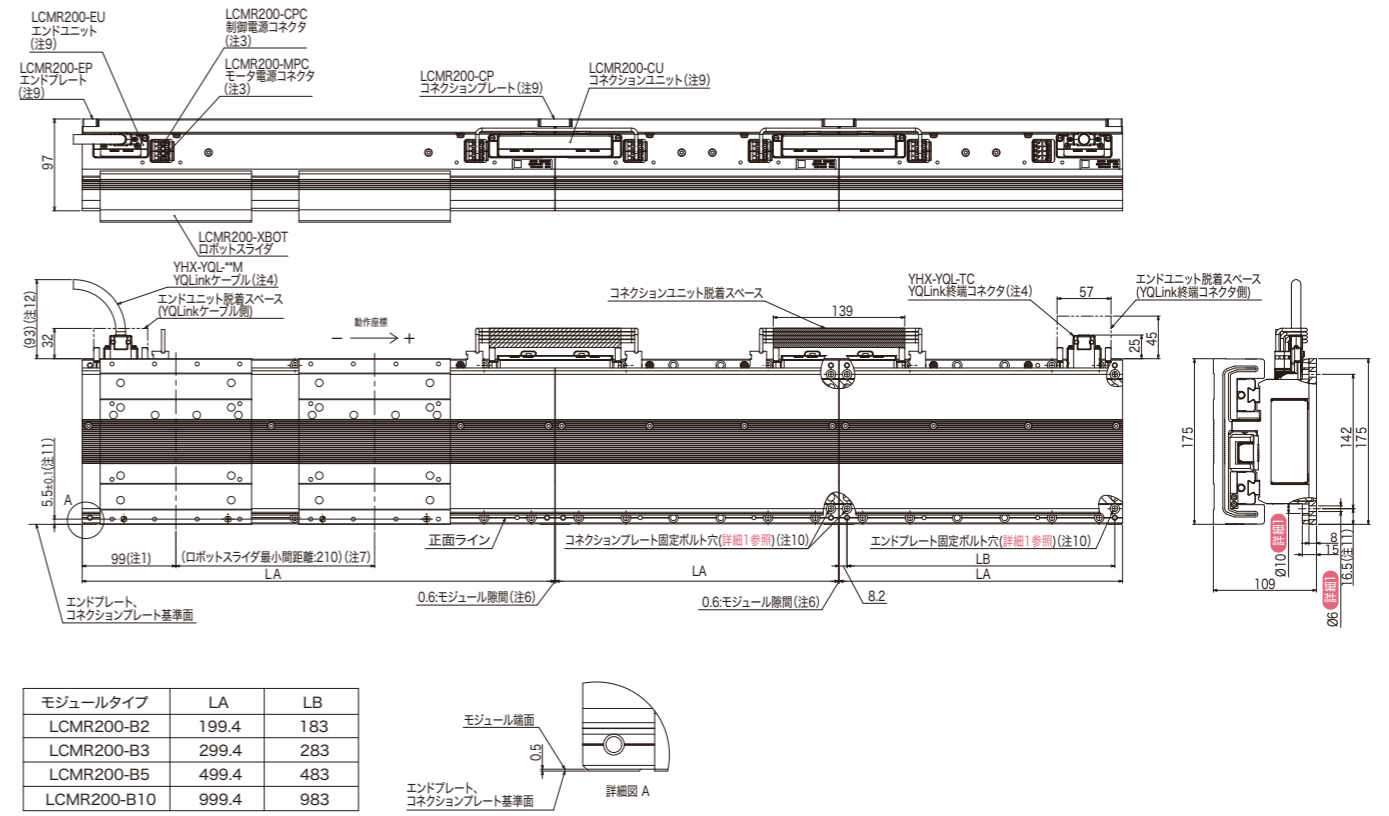 LCMR200-EU
エンドユニット
(注9)
LCMR200-CPC
制御電源コネクタ
(注3)
LCMR200-EP
エンドプレート
(注9)
LCMR200-MPC
モータ電源コネクタ
(注3)
LCMR200-CP
コネクションプレート(注9)
LCMR200-CU
コネクションユニット(注9)
97
LCMR200-XBOT
ロボットスライダ
YHX-YQL-**M
YQLinkケーブル(注4)
エンドユニット脱着スペース
(YQLinkケーブル側)
コネクションユニット脱着スペース
YHX-YQL-TC
YQLink終端コネクタ(注4)
エンドユニット脱着スペース
(YQLink終端コネクタ側)
(93)(注12)
32
動作座標
− +
139
57
25
45
175
142
175
5.5±0.1(注11)
A
正面ライン
コネクションプレート固定ボルト穴(詳細1参照)(注10)
エンドプレート固定ボルト穴(詳細1参照)(注10)
99(注1)
(ロボットスライダ最小間距離:210)(注7)
LB
LA
LA
LA
0.6:モジュール隙間(注6)
0.6:モジュール隙間(注6)
8.2
エンドプレート、
コネクションプレート基準面
109
Ø10 詳細1
8
15
16.5(注11)
Ø6 詳細1
モジュールタイプ LA LB
LCMR200-B2 199.4 183
LCMR200-B3 299.4 283
LCMR200-B5 499.4 483
LCMR200-B10 999.4 983
モジュール端面
0.5
エンドプレート、
コネクションプレート基準面
詳細図 A